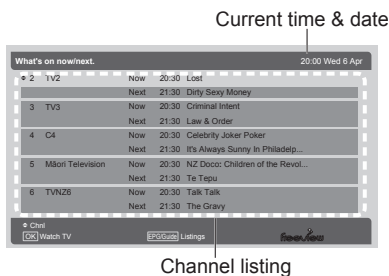 Current time & date
What's on now/next. 20:00 Wed 6 Apr
2 TV2 Now 20:30 Lost
Next 21:30 Dirty Sexy Money
3 TV3 Now 20:30 Criminal Intent
Next 21:30 Law & Order
4 C4 Now 20:30 Celebrity Joker Poker
Next 21:30 It's Always Sunny In Philadelp...
5 Māori Television Now 20:30 NZ Doco: Children of the Revol...
Next 21:30 Te Tepu
6 TVNZ6 Now 20:30 Talk Talk
Next 21:30 The Gravy
Chnl
OK Watch TV EPG/Guide Listings freeview
Channel listing